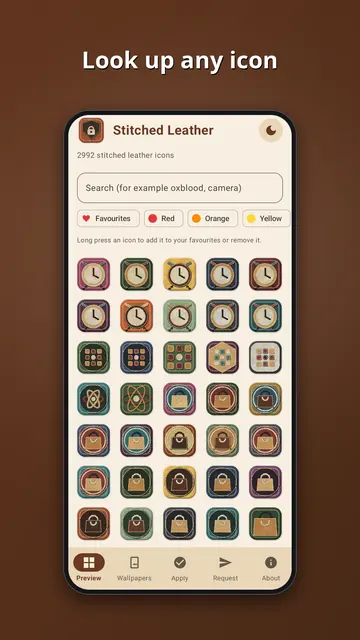 Look up any icon
Stitched Leather
2992 stitched leather icons
Search (for example oxblood, camera)
Favourites Red Orange Yellow
Long press an icon to add it to your favourites or remove it.
Preview Wallpapers Apply Request About